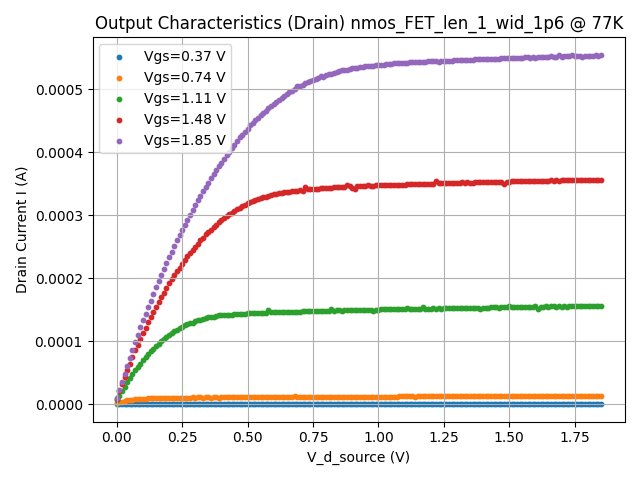 Output Characteristics (Drain) nmos_FET_len_1_wid_1p6 @ 77K
Vgs=0.37 V
Vgs=0.74 V
Vgs=1.11 V
Vgs=1.48 V
Vgs=1.85 V
Drain Current I (A)
0.0005
0.0004
0.0003
0.0002
0.0001
0.0000
0.00 0.25 0.50 0.75 1.00 1.25 1.50 1.75
V_d_source (V)